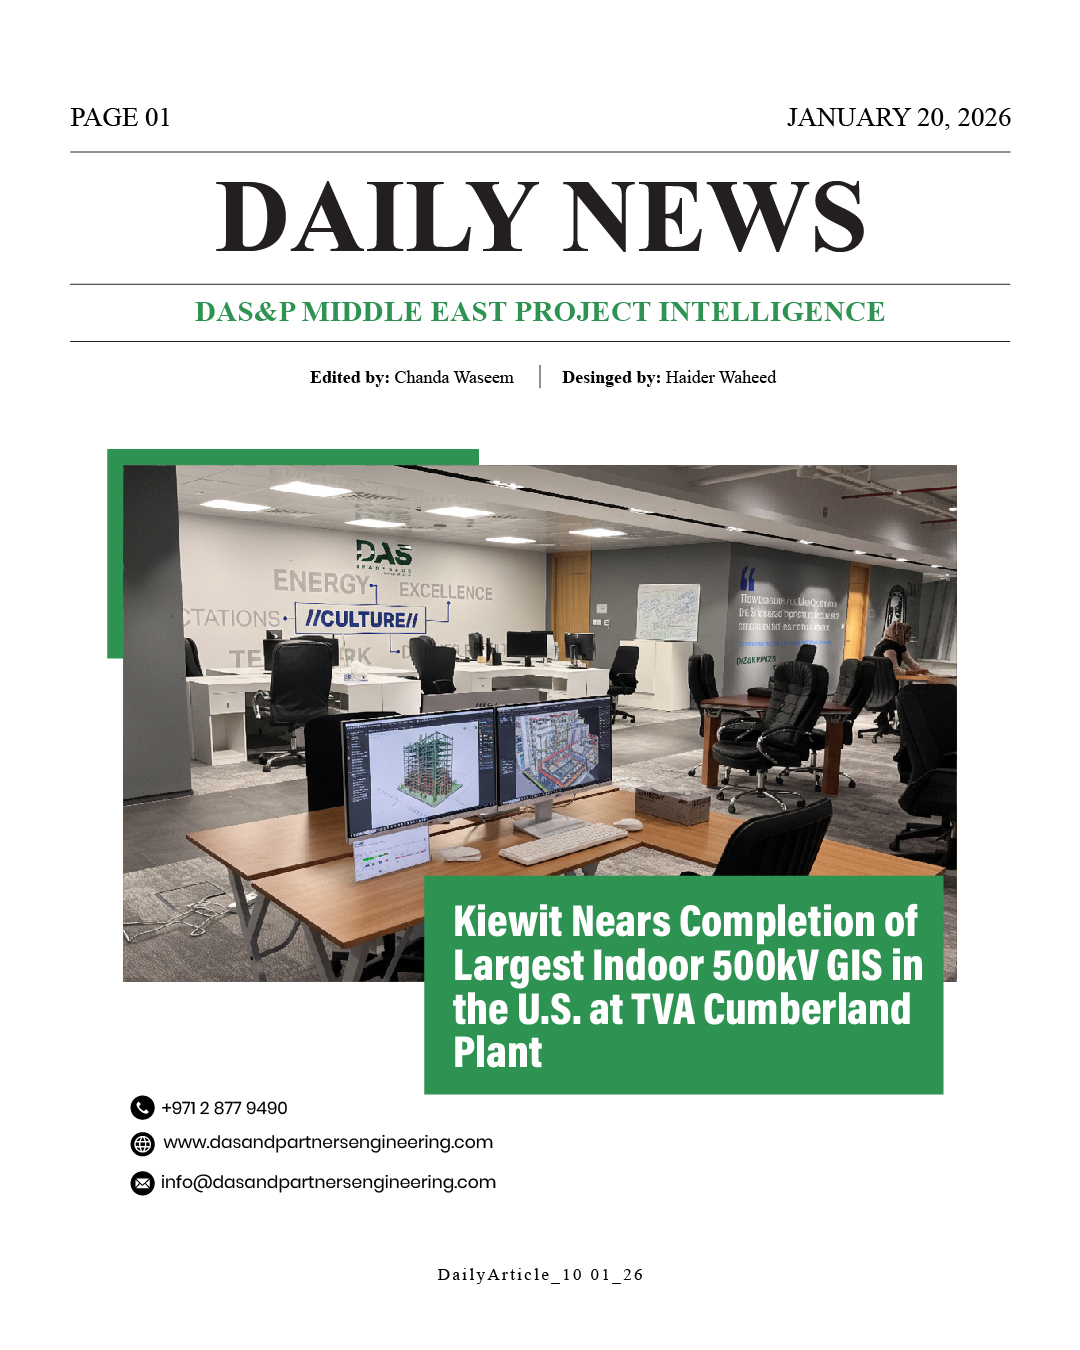 PAGE 01
JANUARY 20, 2026
DAILY NEWS
DAS&P MIDDLE EAST PROJECT INTELLIGENCE
Edited by: Chanda Waseem
Desinged by: Haider Waheed
DAS
ENERGY
EXCELLENCE
CTATIONS
//CULTURE//
Kiewit Nears Completion of
Largest Indoor 500kV GIS in
the U.S. at TVA Cumberland
Plant
+971 2 877 9490
www.dasandpartnersengineering.com
info@dasandpartnersengineering.com
DailyArticle_10 01_26